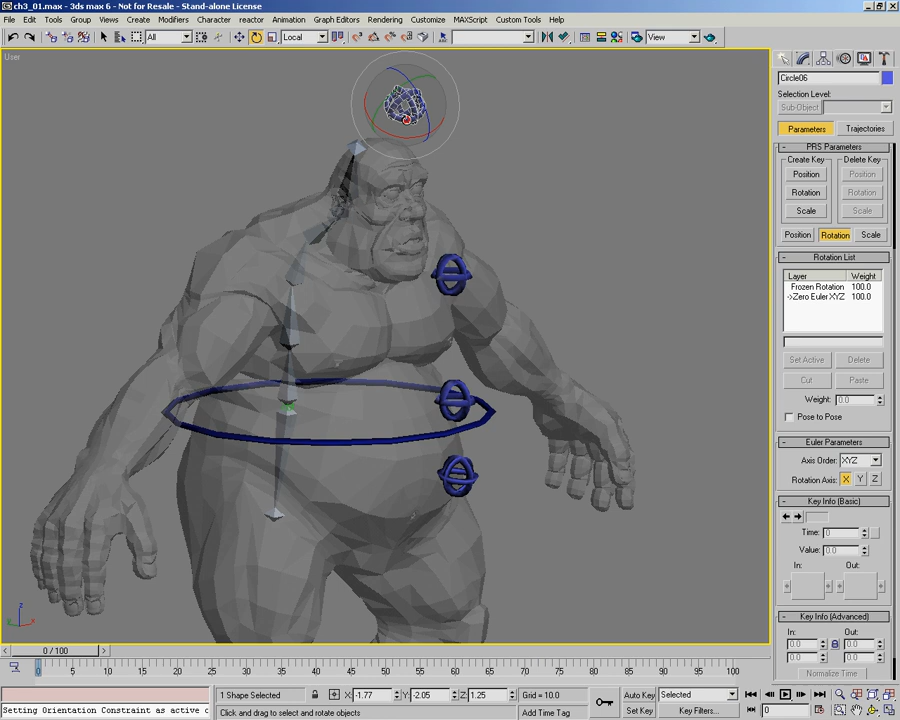 ch3_01.max - 3ds max 6 - Not for Resale - Stand-alone License
File Edit Tools Group Views Create Modifiers Character reactor Animation Graph Editors Rendering Customize MAXScript Custom Tools Help
All Local View
User
Circle06
Selection Level:
Sub-Object
Parameters Trajectories
- PRS Parameters
Create Key Delete Key
Position Position
Rotation Rotation
Scale Scale
Position Rotation Scale
- Rotation List
Layer Weight
Frozen Rotation 100.0
->Zero Euler XYZ 100.0
Set Active Delete
Cut Paste
Weight: 0.0
Pose to Pose
- Euler Parameters
Axis Order: XYZ
Rotation Axis: X Y Z
- Key Info (Basic)
Time: 0
Value: 0.0
In: Out:
- Key Info (Advanced)
In: Out:
0.0 0.0
0.0 0.0
Normalize Time
z
x
0 / 100
0 5 10 15 20 25 30 35 40 45 50 55 60 65 70 75 80 85 90 95 100
1 Shape Selected X: -1.77 Y: -2.05 Z: 1.25 Grid = 10.0 Auto Key Selected
Setting Orientation Constraint as active c Click and drag to select and rotate objects Add Time Tag Set Key Key Filters... 0